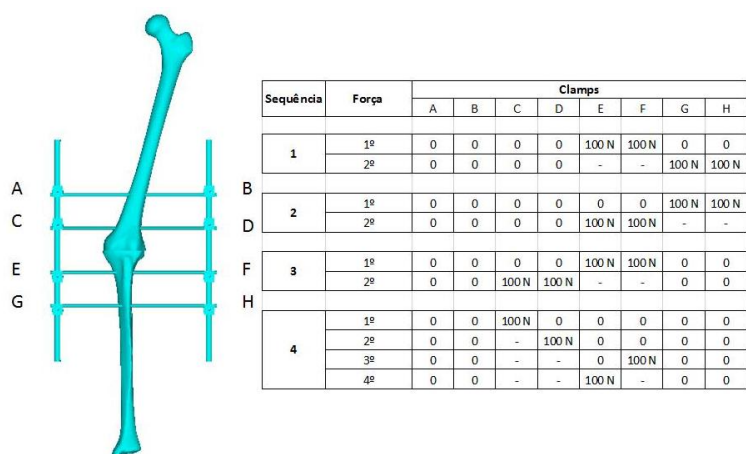 A B
C D
E F
G H
Sequência Força Clamps
A B C D E F G H
1 1º 0 0 0 0 100 N 100 N 0 0
2º 0 0 0 0 - - 100 N 100 N
2 1º 0 0 0 0 0 0 100 N 100 N
2º 0 0 0 0 100 N 100 N - -
3 1º 0 0 0 0 100 N 100 N 0 0
2º 0 0 100 N 100 N - - 0 0
4 1º 0 0 100 N 0 0 0 0 0
2º 0 0 - 100 N 0 0 0 0
3º 0 0 - - 0 100 N 0 0
4º 0 0 - - 100 N - 0 0